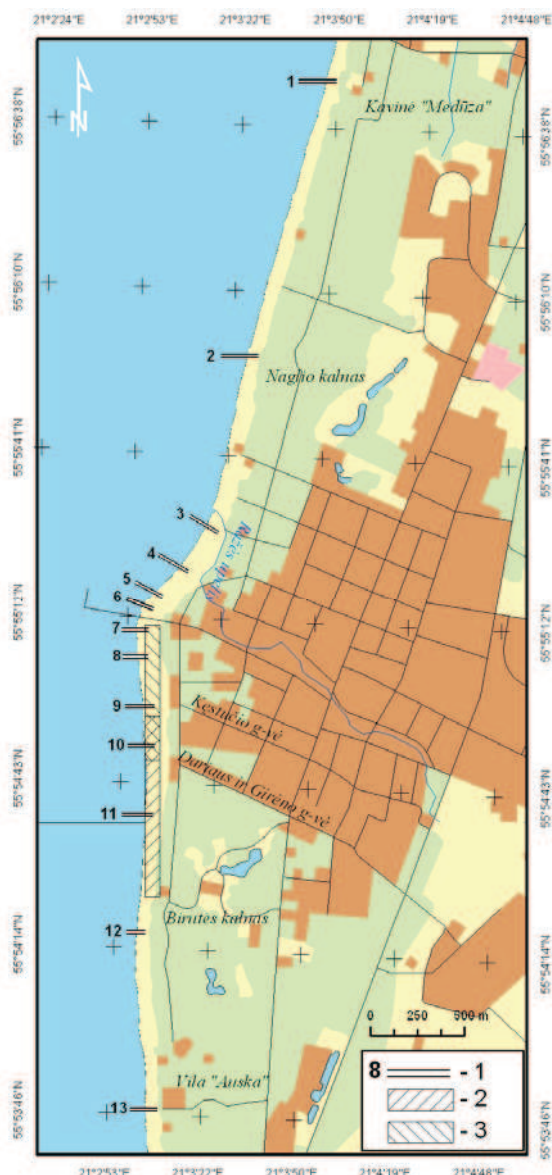 21°2'24"E 21°2'53"E 21°3'22"E 21°3'50"E 21°4'19"E 21°4'48"E
N
1
Kavinė "Medūza"
55°56'38"N
55°56'38"N
55°56'10"N
55°56'10"N
2
Naglio kalnas
55°55'41"N
55°55'41"N
3
Rąžės upelis
4
5
6
55°55'12"N
55°55'12"N
7
8
9
Kęstučio g-vė
10
Dariaus ir Girėno g-vė
55°54'43"N
55°54'43"N
11
Birutės kalnas
12
55°54'14"N
55°54'14"N
0 250 500 m
8 - 1
- 2
- 3
Vila "Auska"
13
55°53'46"N
55°53'46"N
21°2'53"E 21°3'22"E 21°3'50"E 21°4'19"E 21°4'48"E